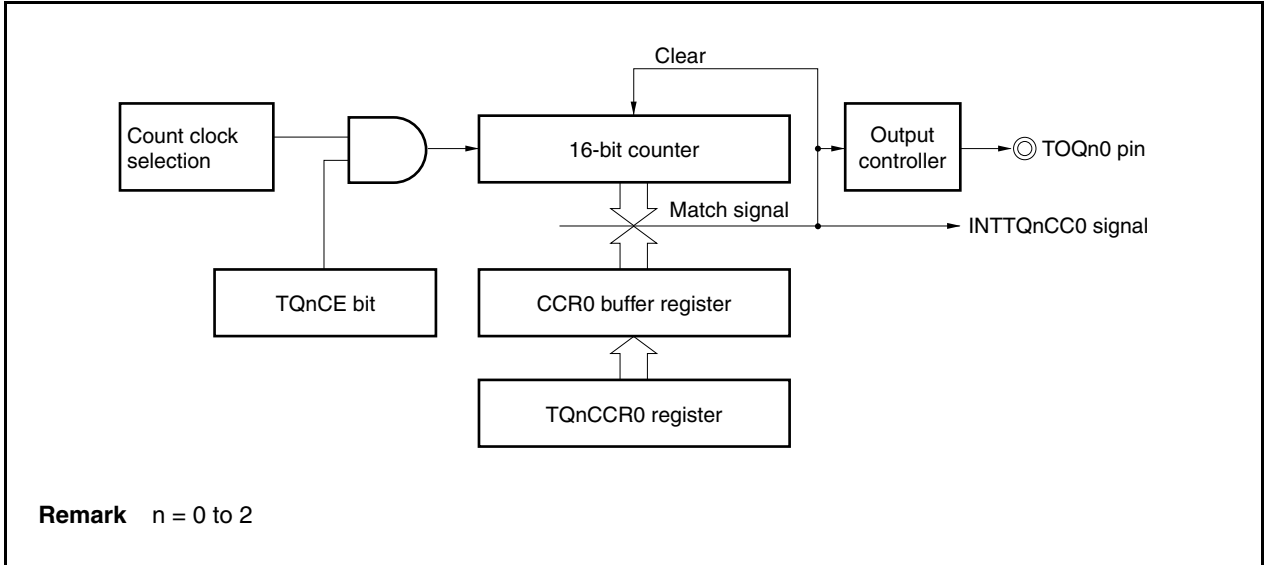 Clear
Count clock
selection
16-bit counter
Output
controller
TOQn0 pin
Match signal
INTTQnCC0 signal
TQnCE bit
CCR0 buffer register
TQnCCR0 register
Remark n = 0 to 2